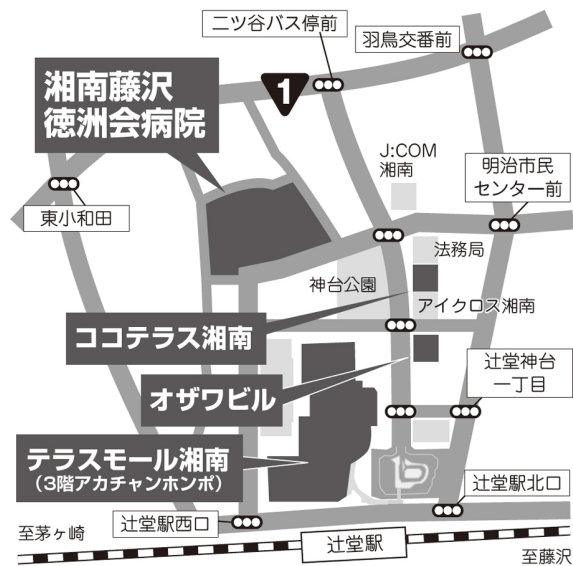 二ツ谷バス停前
羽鳥交番前
湘南藤沢
徳洲会病院
1
J:COM
湘南
明治市民
センター前
東小和田
法務局
神台公園
アイクロス湘南
ココテラス湘南
辻堂神台
一丁目
オザワビル
テラスモール湘南
(3階アカチャンホンポ)
辻堂駅北口
辻堂駅西口
至茅ヶ崎
辻堂駅
至藤沢